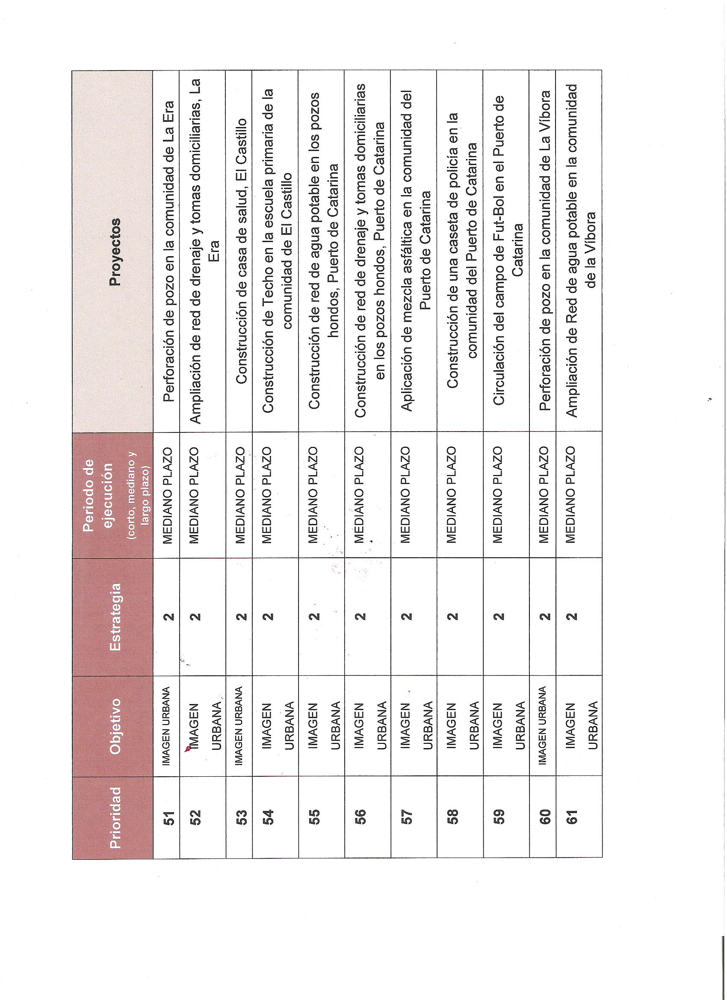 Prioridad
Objetivo
Estrategia
Periodo de
ejecución
(corto, mediano y
largo plazo)
Proyectos
51
IMAGEN URBANA
2
MEDIANO PLAZO
Perforación de pozo en la comunidad de La Era
52
IMAGEN
URBANA
2
MEDIANO PLAZO
Ampliación de red de drenaje y tomas domiciliarias, La
Era
53
IMAGEN URBANA
2
MEDIANO PLAZO
Construcción de casa de salud, El Castillo
54
IMAGEN
URBANA
2
MEDIANO PLAZO
Construcción de Techo en la escuela primaria de la
comunidad de El Castillo
55
IMAGEN
URBANA
2
MEDIANO PLAZO
Construcción de red de agua potable en los pozos
hondos, Puerto de Catarina
56
IMAGEN
URBANA
2
MEDIANO PLAZO
Construcción de red de drenaje y tomas domiciliarias
en los pozos hondos, Puerto de Catarina
57
IMAGEN
URBANA
2
MEDIANO PLAZO
Aplicación de mezcla asfáltica en la comunidad del
Puerto de Catarina
58
IMAGEN
URBANA
2
MEDIANO PLAZO
Construcción de una caseta de policía en la
comunidad del Puerto de Catarina
59
IMAGEN
URBANA
2
MEDIANO PLAZO
Circulación del campo de Fut-Bol en el Puerto de
Catarina
60
IMAGEN URBANA
2
MEDIANO PLAZO
Perforación de pozo en la comunidad de La Víbora
61
IMAGEN
URBANA
2
MEDIANO PLAZO
Ampliación de Red de agua potable en la comunidad
de la Víbora